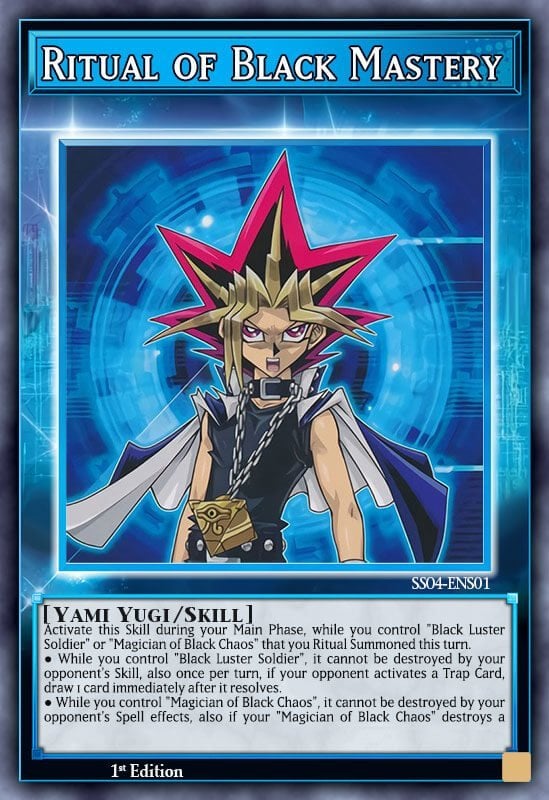 Ritual of Black Mastery
SS04-ENS01
[Yami Yugi/Skill]
Activate this Skill during your Main Phase, while you control "Black Luster
Soldier" or "Magician of Black Chaos" that you Ritual Summoned this turn.
● While you control "Black Luster Soldier", it cannot be destroyed by your
opponent's Skill, also once per turn, if your opponent activates a Trap Card,
draw 1 card immediately after it resolves.
● While you control "Magician of Black Chaos", it cannot be destroyed by your
opponent's Spell effects, also if your "Magician of Black Chaos" destroys a
1st Edition